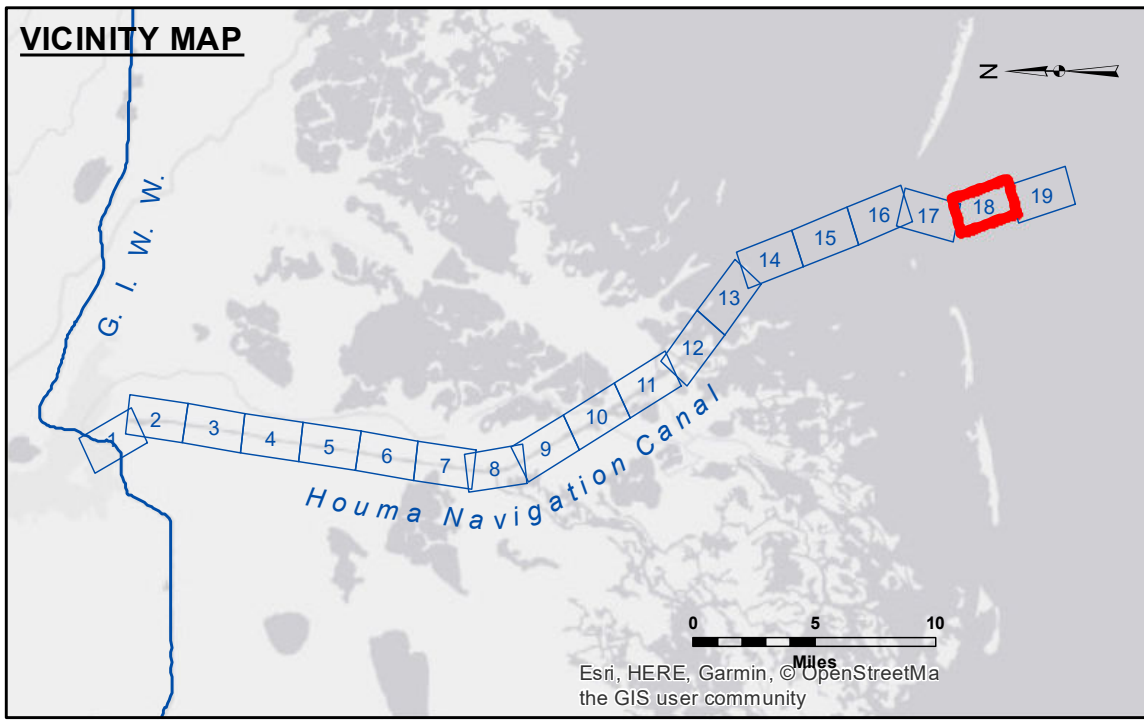 VICINITY MAP
N
G. I. W. W.
1
2
3
4
5
6
7
8
9
10
11
12
13
14
15
16
17
18
19
Houma Navigation Canal
0 5 10
Miles
Esri, HERE, Garmin, © OpenStreetMa
the GIS user community